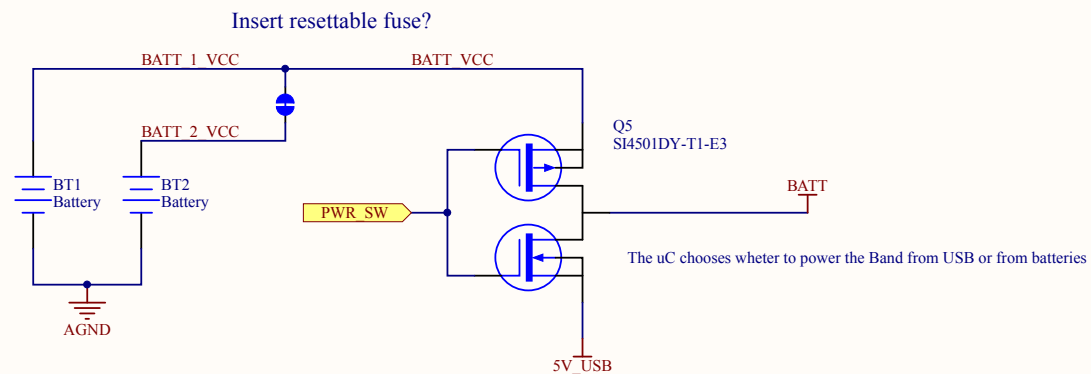 Insert resettable fuse?
BATT_1_VCC
BATT_VCC
BATT_2_VCC
Q5
SI4501DY-T1-E3
BT1
Battery
BT2
Battery
BATT
PWR_SW
The uC chooses wheter to power the Band from USB or from batteries
AGND
5V_USB